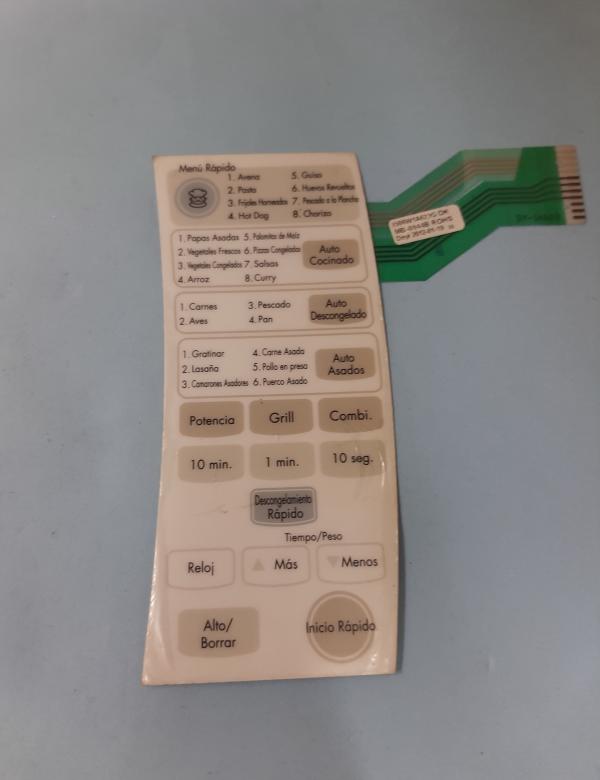 Menú Rápido
1. Avena 5. Guiso
2. Pasta 6. Huevos Revueltos
3. Frijoles Horneados 7. Pescado a la Plancha
4. Hot Dog 8. Chorizo
1. Papas Asadas 5. Palomitas de Maíz
2. Vegetales Frescos 6. Pizzas Congeladas
3. Vegetales Congelados 7. Salsas
4. Arroz 8. Curry
Auto
Cocinado
1. Carnes 3. Pescado
2. Aves 4. Pan
Auto
Descongelado
1. Gratinar 4. Carne Asada
2. Lasaña 5. Pollo en presa
3. Camarones Asadores 6. Puerco Asado
Auto
Asados
Potencia Grill Combi.
10 min. 1 min. 10 seg.
Descongelamiento
Rápido
Tiempo/Peso
Reloj Más Menos
Alto/
Borrar
Inicio Rápido
ROHS